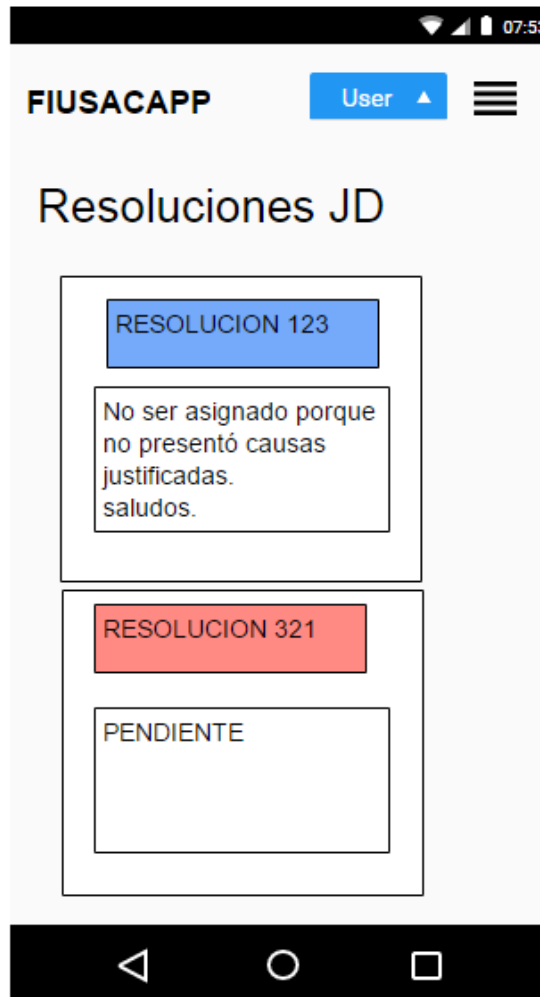 07:53
FIUSACAPP
User
Resoluciones JD
RESOLUCION 123
No ser asignado porque
no presentó causas
justificadas.
saludos.
RESOLUCION 321
PENDIENTE